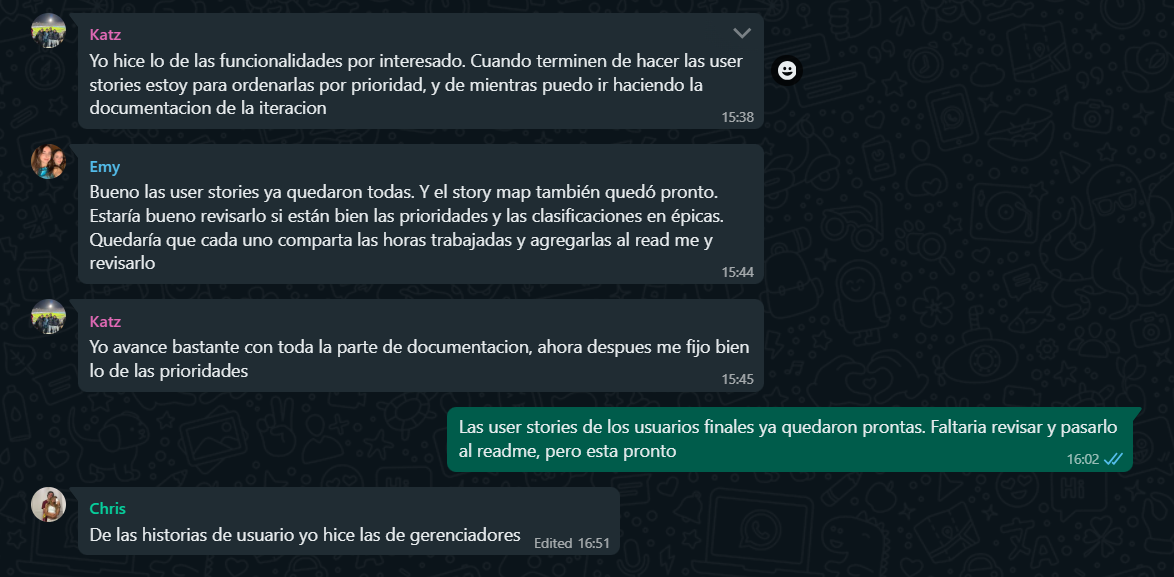 Katz
Yo hice lo de las funcionalidades por interesado. Cuando terminen de hacer las user
stories estoy para ordenarlas por prioridad, y de mientras puedo ir haciendo la
documentacion de la iteracion
15:38
Emy
Bueno las user stories ya quedaron todas. Y el story map también quedó pronto.
Estaría bueno revisarlo si están bien las prioridades y las clasificaciones en épicas.
Quedaría que cada uno comparta las horas trabajadas y agregarlas al read me y
revisarlo
15:44
Katz
Yo avance bastante con toda la parte de documentacion, ahora despues me fijo bien
lo de las prioridades
15:45
Las user stories de los usuarios finales ya quedaron prontas. Faltaria revisar y pasarlo
al readme, pero esta pronto
16:02
Chris
De las historias de usuario yo hice las de gerenciadores
Edited 16:51